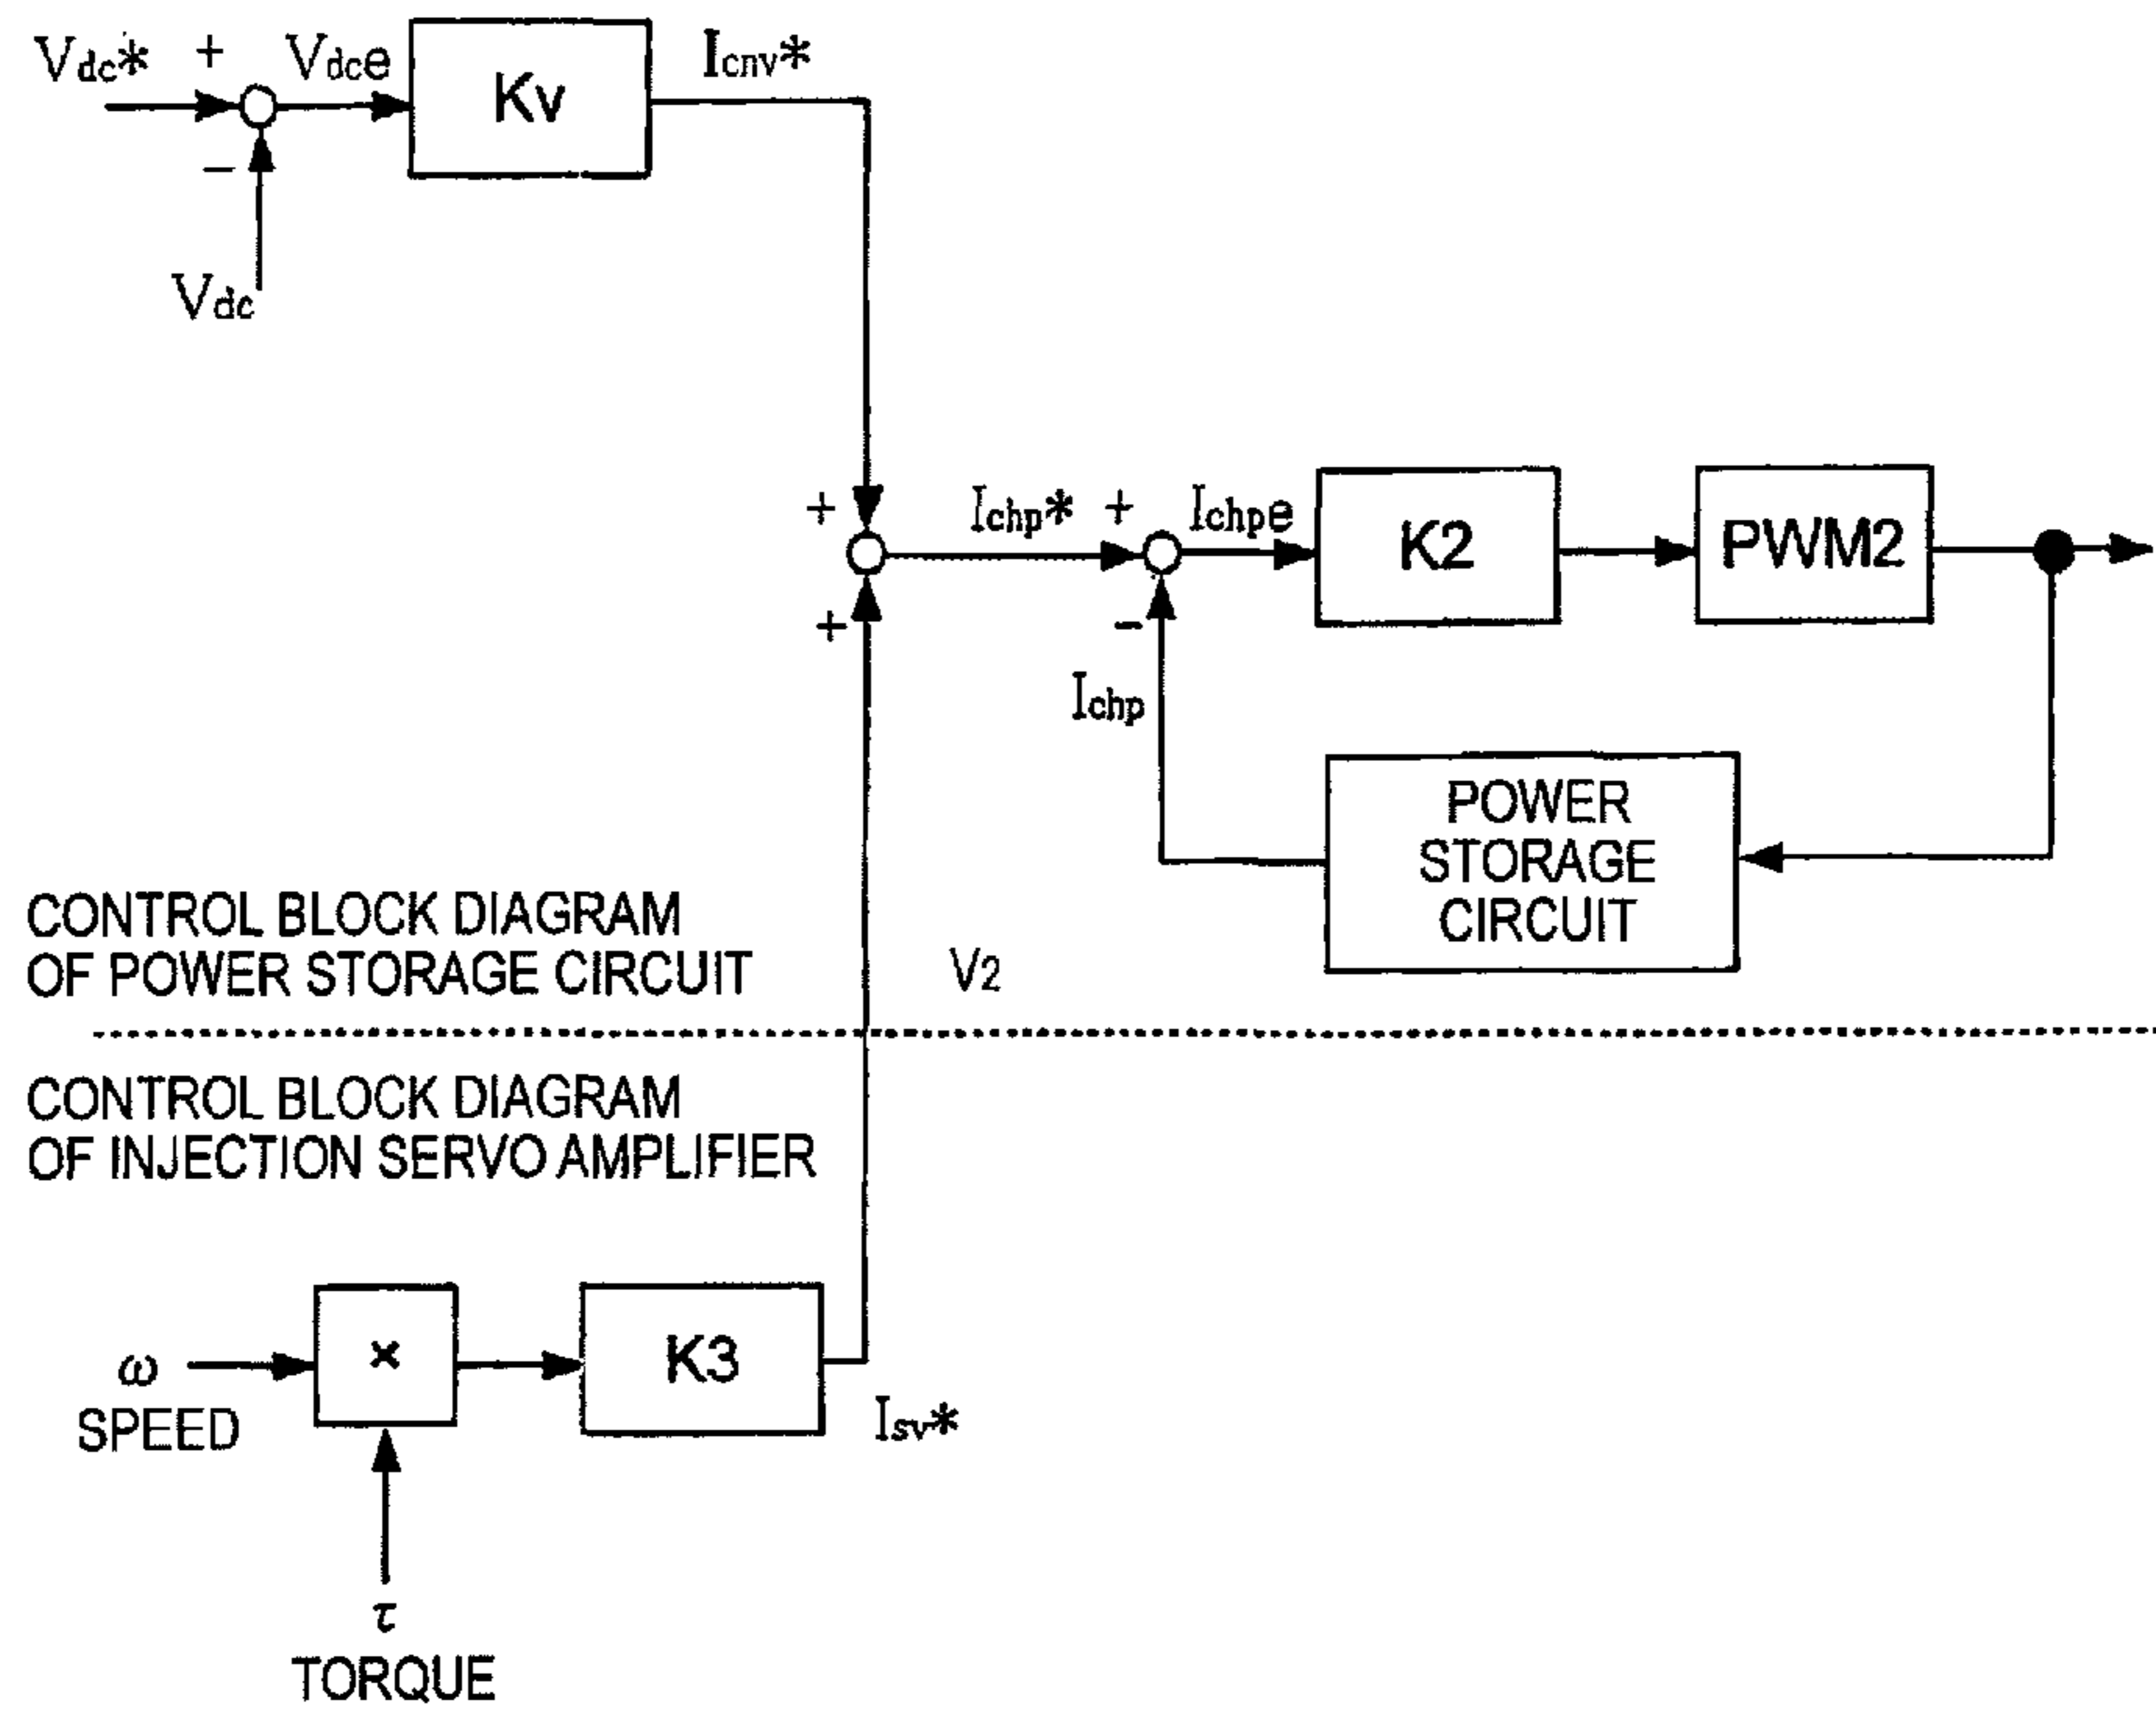 Vdc*
+
Vdce
Kv
Icnv*
−
Vdc
+
Ichp*
+
Ichpe
K2
PWM2
+
−
Ichp
POWER
STORAGE
CIRCUIT
CONTROL BLOCK DIAGRAM
OF POWER STORAGE CIRCUIT
V2
CONTROL BLOCK DIAGRAM
OF INJECTION SERVO AMPLIFIER
ω
SPEED
×
K3
Isv*
τ
TORQUE